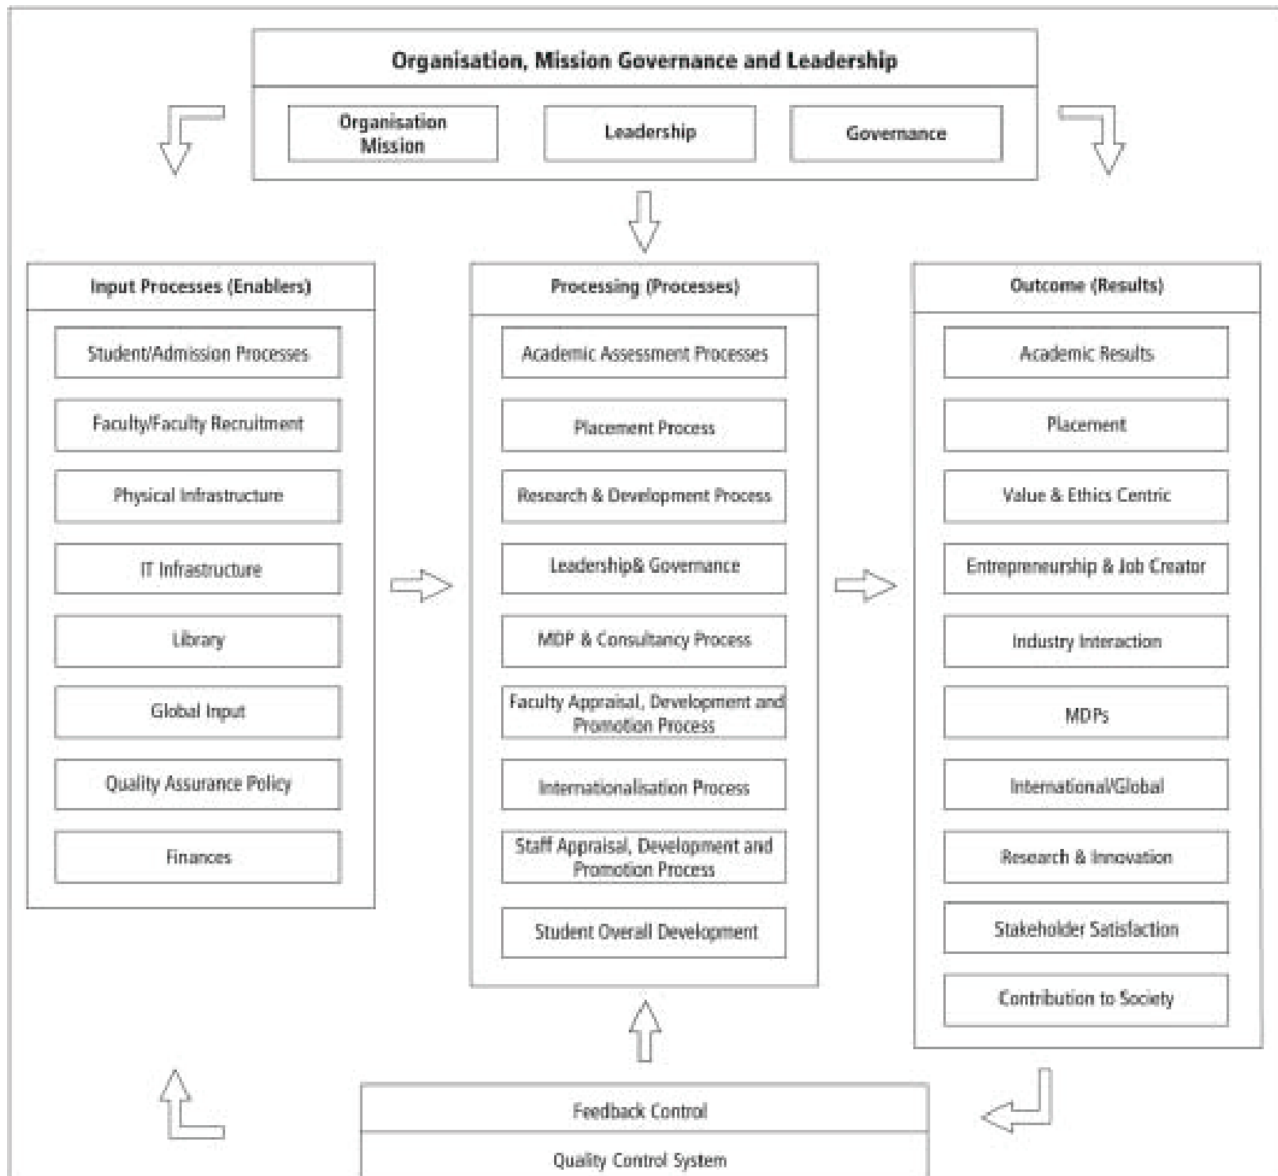 Organisation, Mission Governance and Leadership
Organisation
Mission
Leadership
Governance
Input Processes (Enablers)
Student/Admission Processes
Faculty/Faculty Recruitment
Physical Infrastructure
IT Infrastructure
Library
Global Input
Quality Assurance Policy
Finances
Processing (Processes)
Academic Assessment Processes
Placement Process
Research & Development Process
Leadership& Governance
MDP & Consultancy Process
Faculty Appraisal, Development and
Promotion Process
Internationalisation Process
Staff Appraisal, Development and
Promotion Process
Student Overall Development
Outcome (Results)
Academic Results
Placement
Value & Ethics Centric
Entrepreneurship & Job Creator
Industry Interaction
MDPs
International/Global
Research & Innovation
Stakeholder Satisfaction
Contribution to Society
Feedback Control
Quality Control System